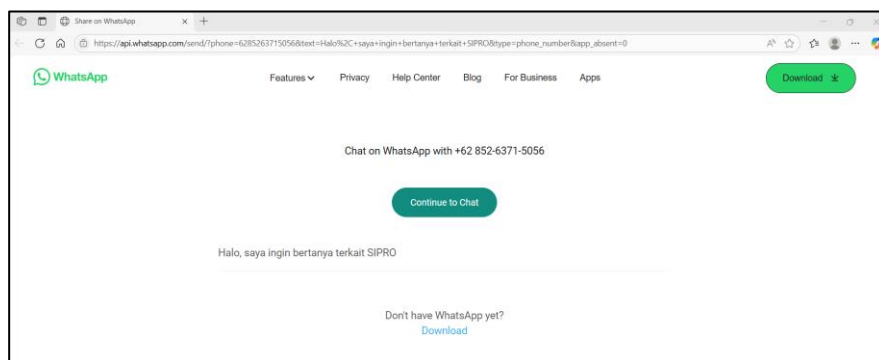 Share on WhatsApp
https://api.whatsapp.com/send/?phone=6285263715056&text=Halo%2C+saya+ingin+bertanya+terkait+SIPRO&type=phone_number&app_absent=0
WhatsApp
Features
Privacy
Help Center
Blog
For Business
Apps
Download
Chat on WhatsApp with +62 852-6371-5056
Continue to Chat
Halo, saya ingin bertanya terkait SIPRO
Don't have WhatsApp yet?
Download